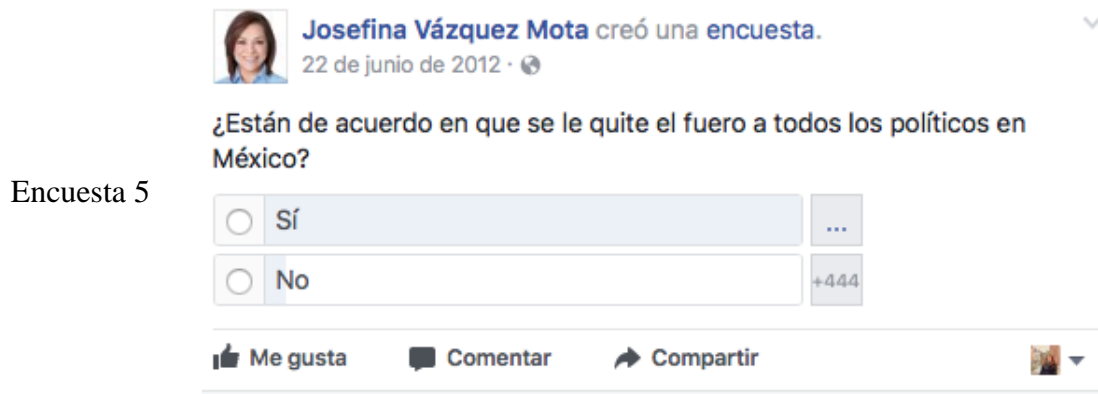 Josefina Vázquez Mota creó una encuesta.
22 de junio de 2012 ·
¿Están de acuerdo en que se le quite el fuero a todos los políticos en
México?
Encuesta 5
Sí
...
No
+444
Me gusta Comentar Compartir